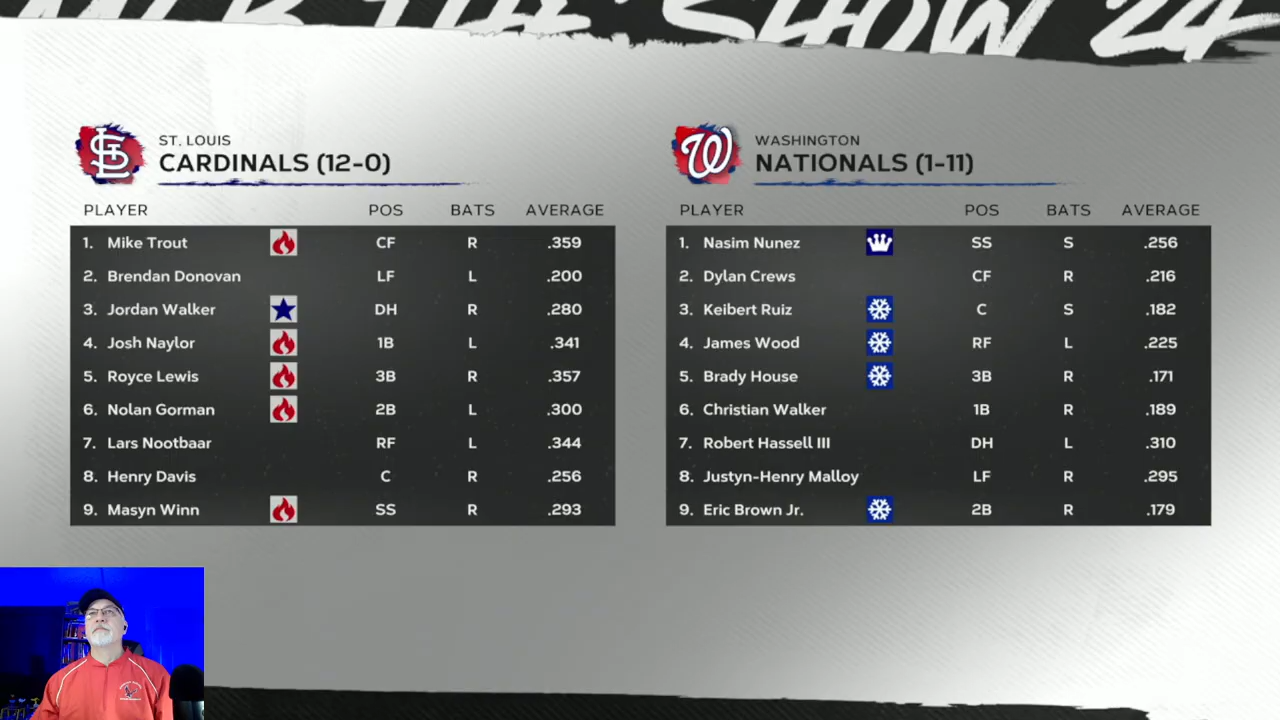 MLB THE SHOW 24
ST. LOUIS
CARDINALS (12-0)
PLAYER POS BATS AVERAGE
1. Mike Trout CF R .359
2. Brendan Donovan LF L .200
3. Jordan Walker DH R .280
4. Josh Naylor 1B L .341
5. Royce Lewis 3B R .357
6. Nolan Gorman 2B L .300
7. Lars Nootbaar RF L .344
8. Henry Davis C R .256
9. Masyn Winn SS R .293
W
WASHINGTON
NATIONALS (1-11)
PLAYER POS BATS AVERAGE
1. Nasim Nunez SS S .256
2. Dylan Crews CF R .216
3. Keibert Ruiz C S .182
4. James Wood RF L .225
5. Brady House 3B R .171
6. Christian Walker 1B R .189
7. Robert Hassell III DH L .310
8. Justyn-Henry Malloy LF R .295
9. Eric Brown Jr. 2B R .179